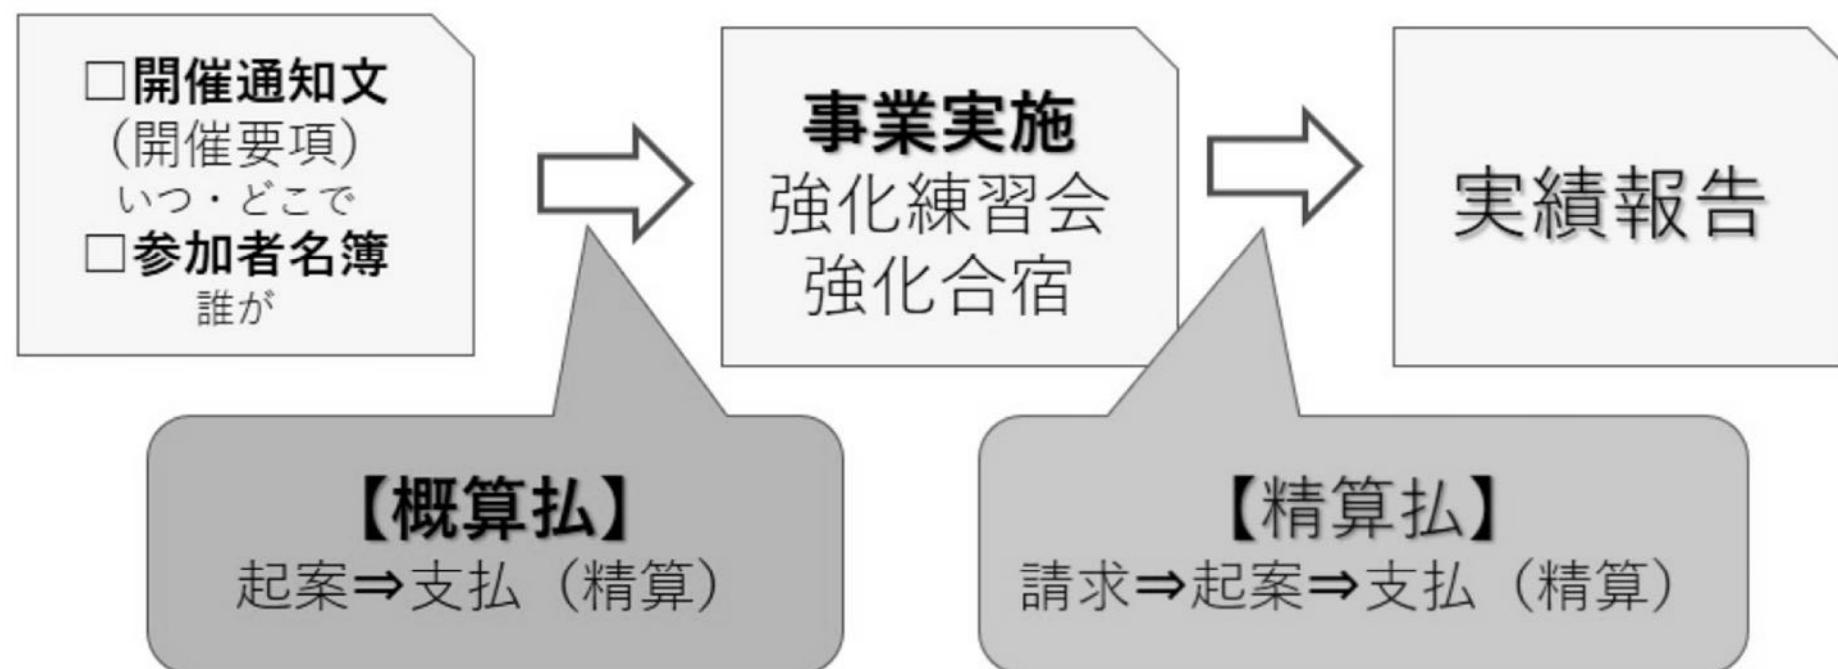 □開催通知文
（開催要項）
いつ・どこで
□参加者名簿
誰が
事業実施
強化練習会
強化合宿
実績報告
【概算払】
起案⇒支払（精算）
【精算払】
請求⇒起案⇒支払（精算）